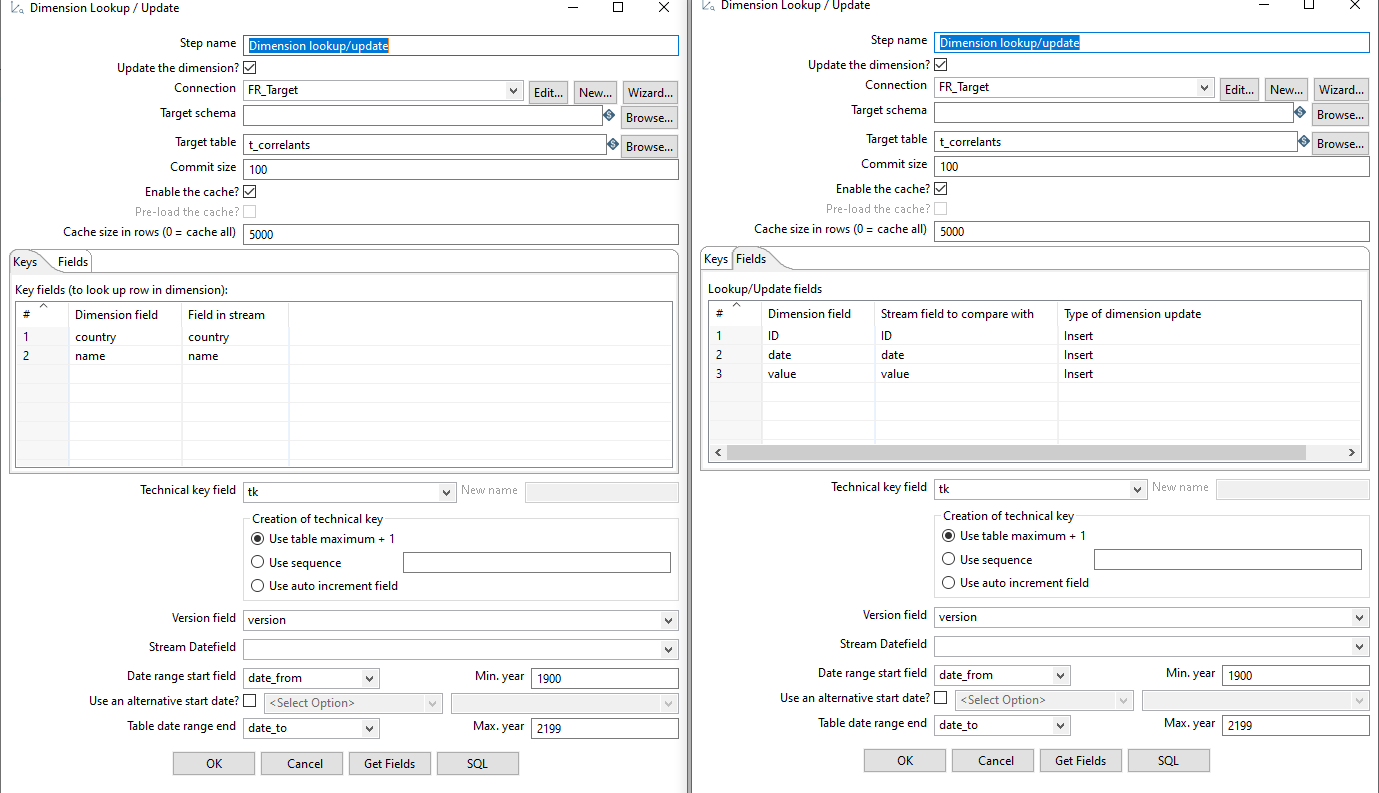 Dimension Lookup / Update
Step name Dimension lookup/update
Update the dimension?
Connection FR_Target Edit... New... Wizard...
Target schema Browse...
Target table t_correlants Browse...
Commit size 100
Enable the cache?
Pre-load the cache?
Cache size in rows (0 = cache all) 5000
Keys Fields
Key fields (to look up row in dimension):
# Dimension field Field in stream
1 country country
2 name name
Technical key field tk New name
Creation of technical key
Use table maximum + 1
Use sequence
Use auto increment field
Version field version
Stream Datefield
Date range start field date_from Min. year 1900
Use an alternative start date? <Select Option>
Table date range end date_to Max. year 2199
OK Cancel Get Fields SQL
Dimension Lookup / Update
Step name Dimension lookup/update
Update the dimension?
Connection FR_Target Edit... New... Wizard...
Target schema Browse...
Target table t_correlants Browse...
Commit size 100
Enable the cache?
Pre-load the cache?
Cache size in rows (0 = cache all) 5000
Keys Fields
Lookup/Update fields
# Dimension field Stream field to compare with Type of dimension update
1 ID ID Insert
2 date date Insert
3 value value Insert
Technical key field tk New name
Creation of technical key
Use table maximum + 1
Use sequence
Use auto increment field
Version field version
Stream Datefield
Date range start field date_from Min. year 1900
Use an alternative start date? <Select Option>
Table date range end date_to Max. year 2199
OK Cancel Get Fields SQL